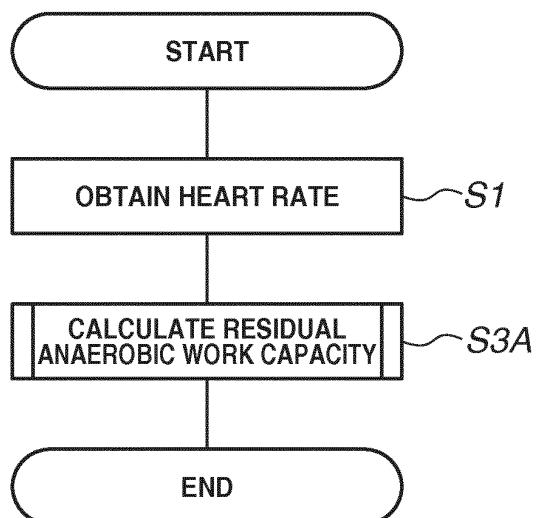 START
OBTAIN HEART RATE
S1
CALCULATE RESIDUAL
ANAEROBIC WORK CAPACITY
S3A
END